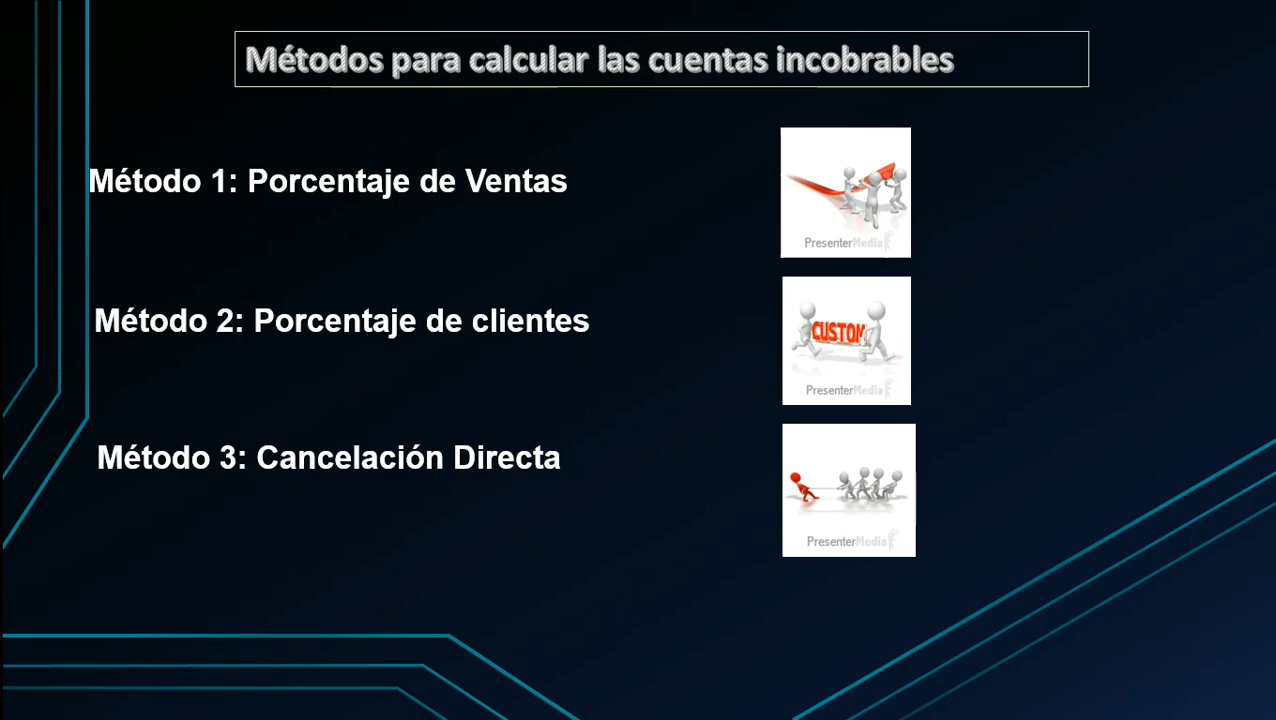 Métodos para calcular las cuentas incobrables
Método 1: Porcentaje de Ventas
PresenterMedia
Método 2: Porcentaje de clientes
CUSTOM
PresenterMedia
Método 3: Cancelación Directa
PresenterMedia